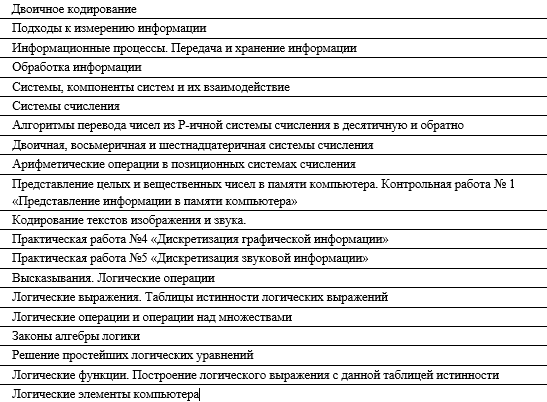 Двоичное кодирование
Подходы к измерению информации
Информационные процессы. Передача и хранение информации
Обработка информации
Системы, компоненты систем и их взаимодействие
Системы счисления
Алгоритмы перевода чисел из P-ичной системы счисления в десятичную и обратно
Двоичная, восьмеричная и шестнадцатеричная системы счисления
Арифметические операции в позиционных системах счисления
Представление целых и вещественных чисел в памяти компьютера. Контрольная работа № 1
«Представление информации в памяти компьютера»
Кодирование текстов изображения и звука.
Практическая работа №4 «Дискретизация графической информации»
Практическая работа №5 «Дискретизация звуковой информации»
Высказывания. Логические операции
Логические выражения. Таблицы истинности логических выражений
Логические операции и операции над множествами
Законы алгебры логики
Решение простейших логических уравнений
Логические функции. Построение логического выражения с данной таблицей истинности
Логические элементы компьютера